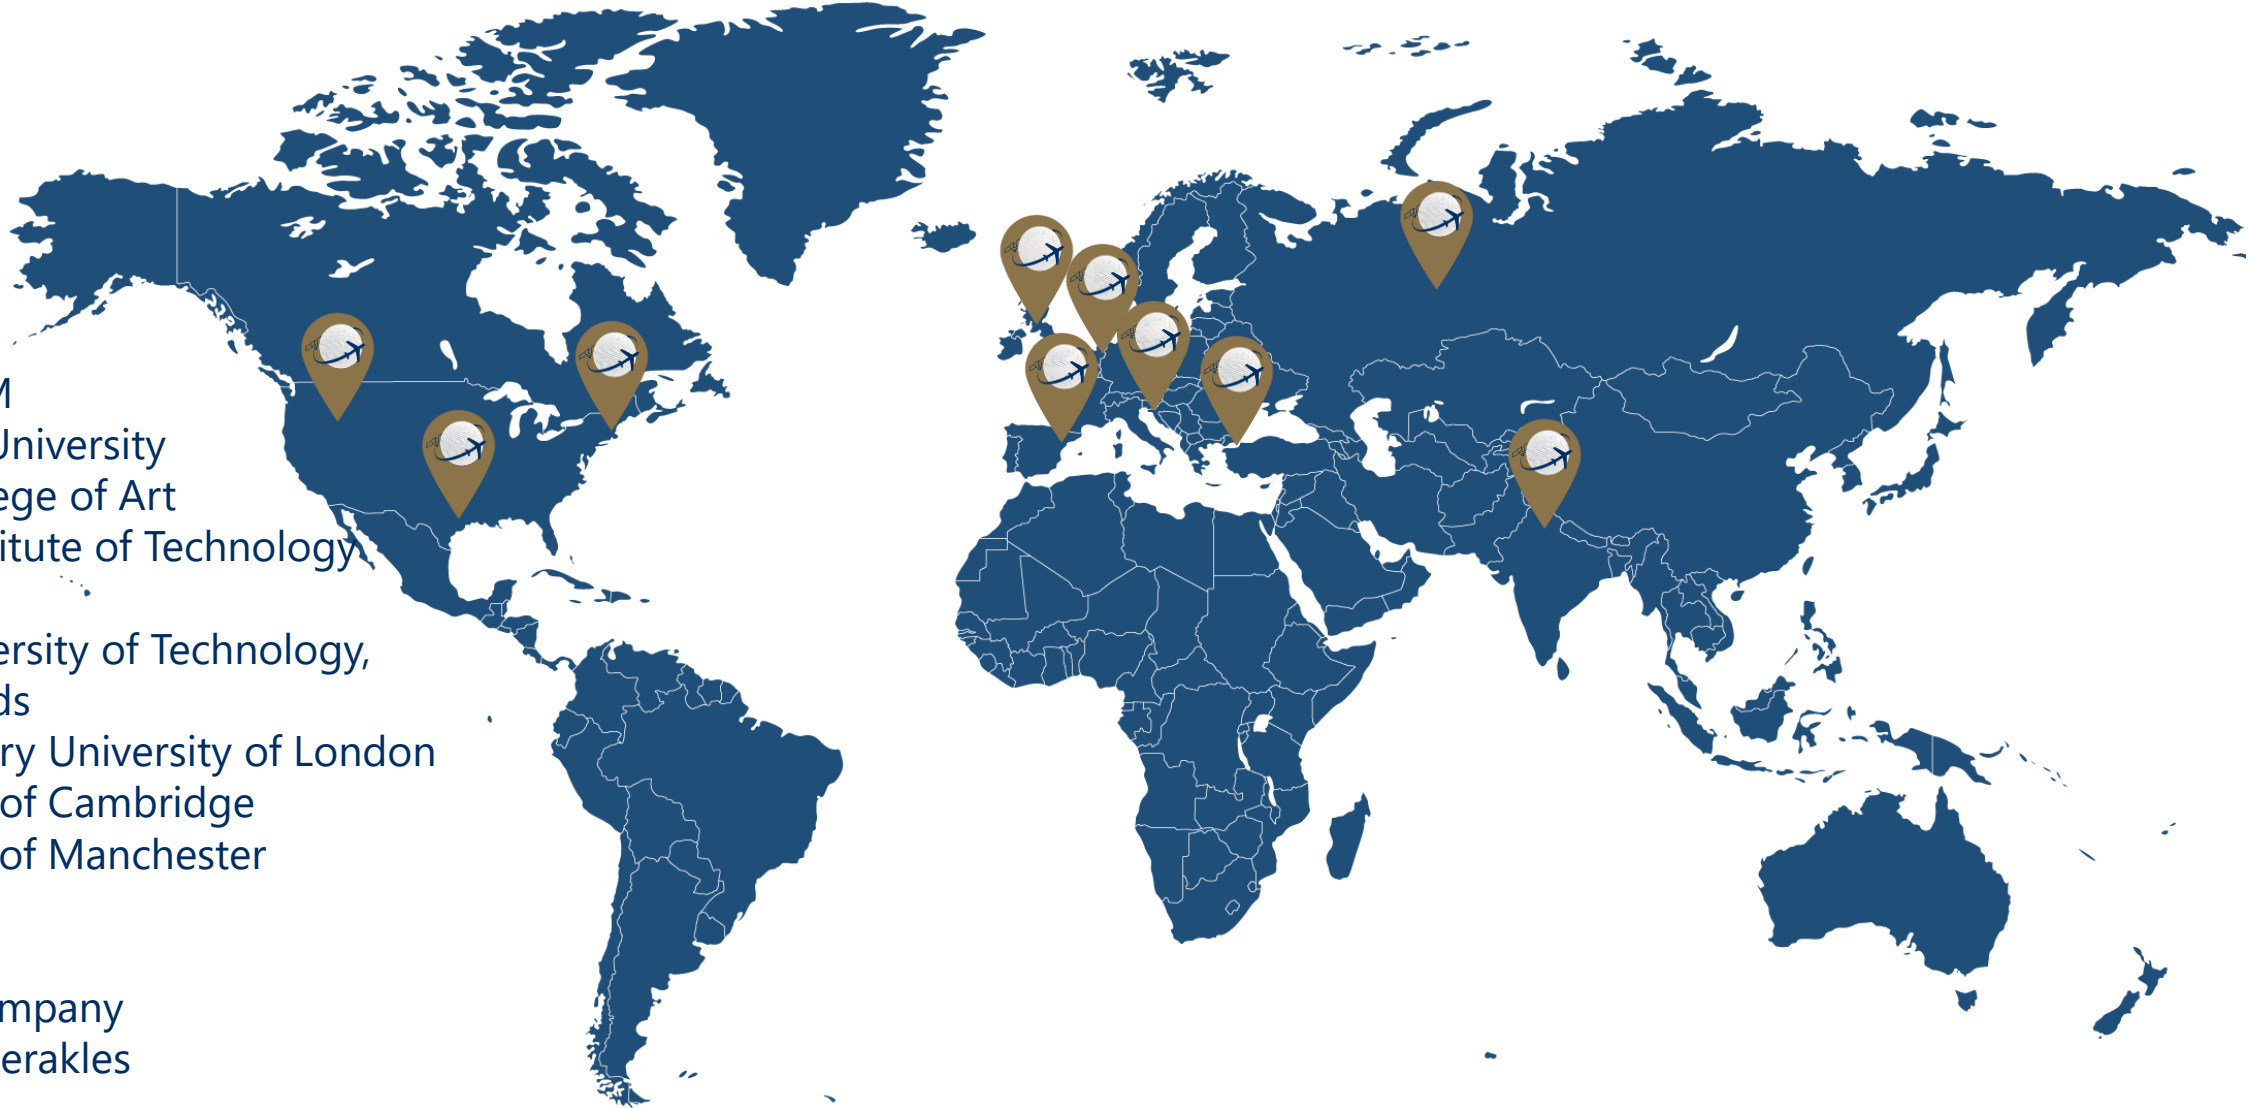 M
University
ege of Art
itute of Technology
ersity of Technology,
ds
ry University of London
of Cambridge
of Manchester
mpany
erakles